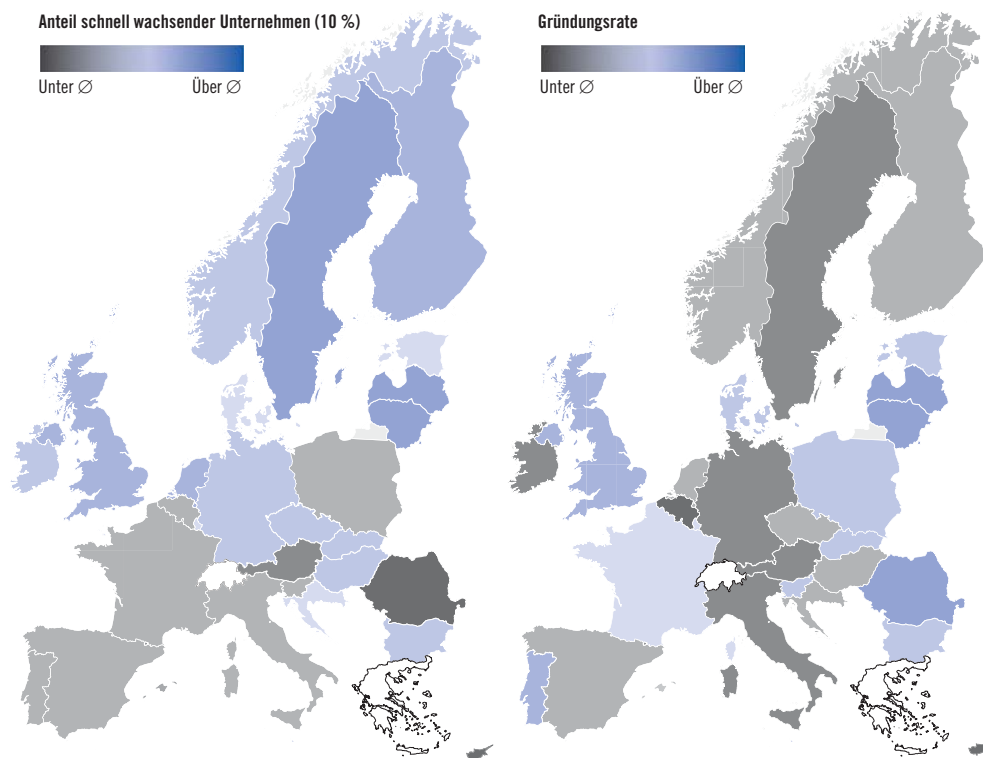 Anteil schnell wachsender Unternehmen (10 %)
Unter ∅
Über ∅
Gründungsrate
Unter ∅
Über ∅